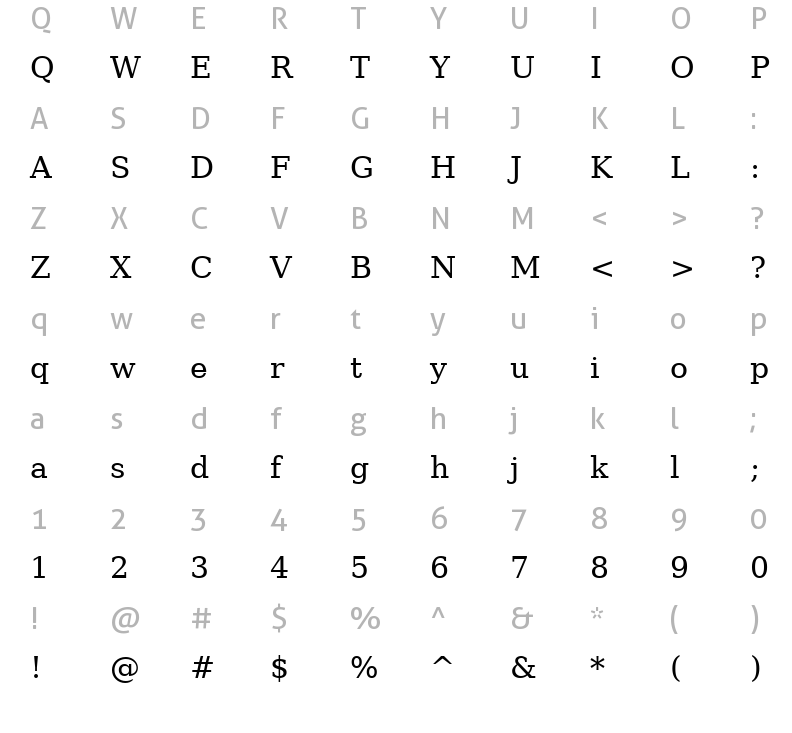 Q W E R T Y U I O P
Q W E R T Y U I O P
A S D F G H J K L :
A S D F G H J K L :
Z X C V B N M < > ?
Z X C V B N M < > ?
q w e r t y u i o p
q w e r t y u i o p
a s d f g h j k l ;
a s d f g h j k l ;
1 2 3 4 5 6 7 8 9 0
1 2 3 4 5 6 7 8 9 0
! @ # $ % ^ & * ( )
! @ # $ % ^ & * ( )